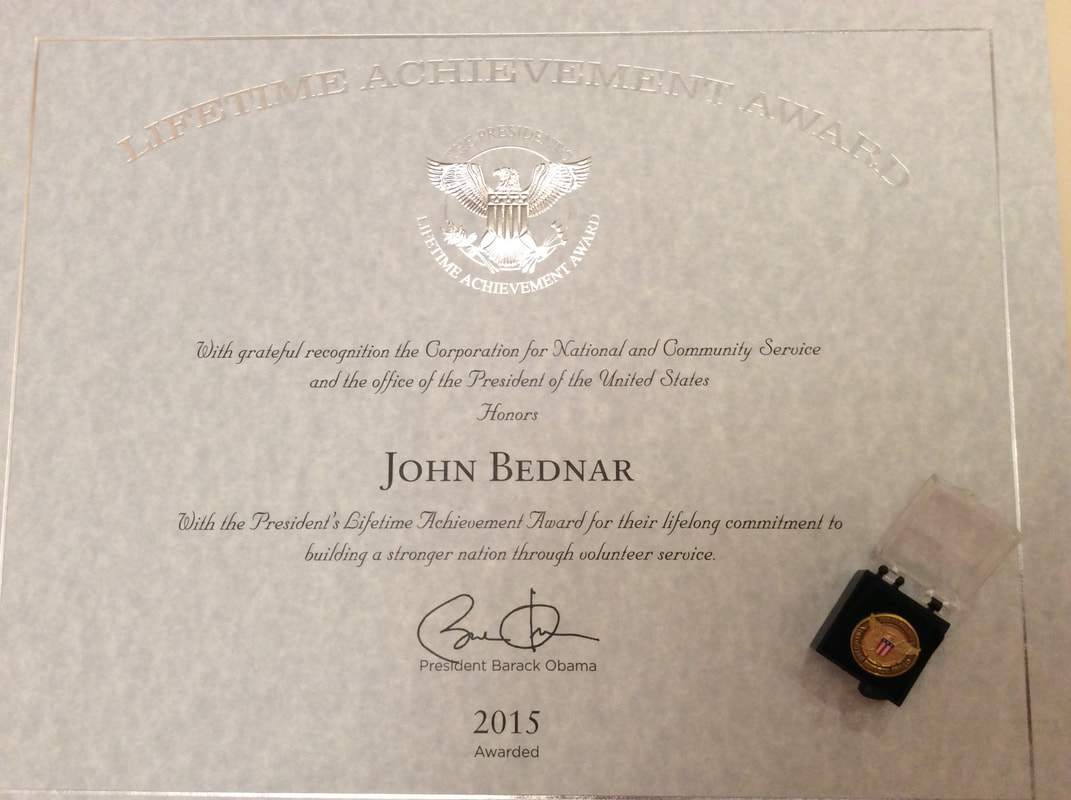 LIFETIME ACHIEVEMENT AWARD
THE PRESIDENT'S
LIFETIME ACHIEVEMENT AWARD
With grateful recognition the Corporation for National and Community Service
and the office of the President of the United States
Honors
JOHN BEDNAR
With the President's Lifetime Achievement Award for their lifelong commitment to
building a stronger nation through volunteer service.
President Barack Obama
2015
Awarded